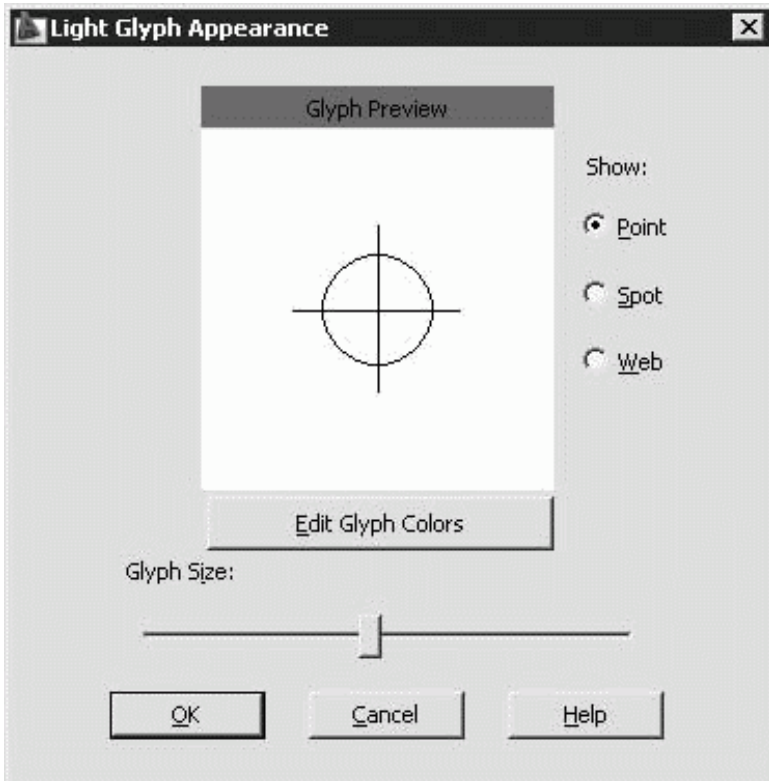 Light Glyph Appearance
Glyph Preview
Show:
Point
Spot
Web
Edit Glyph Colors
Glyph Size:
OK Cancel Help